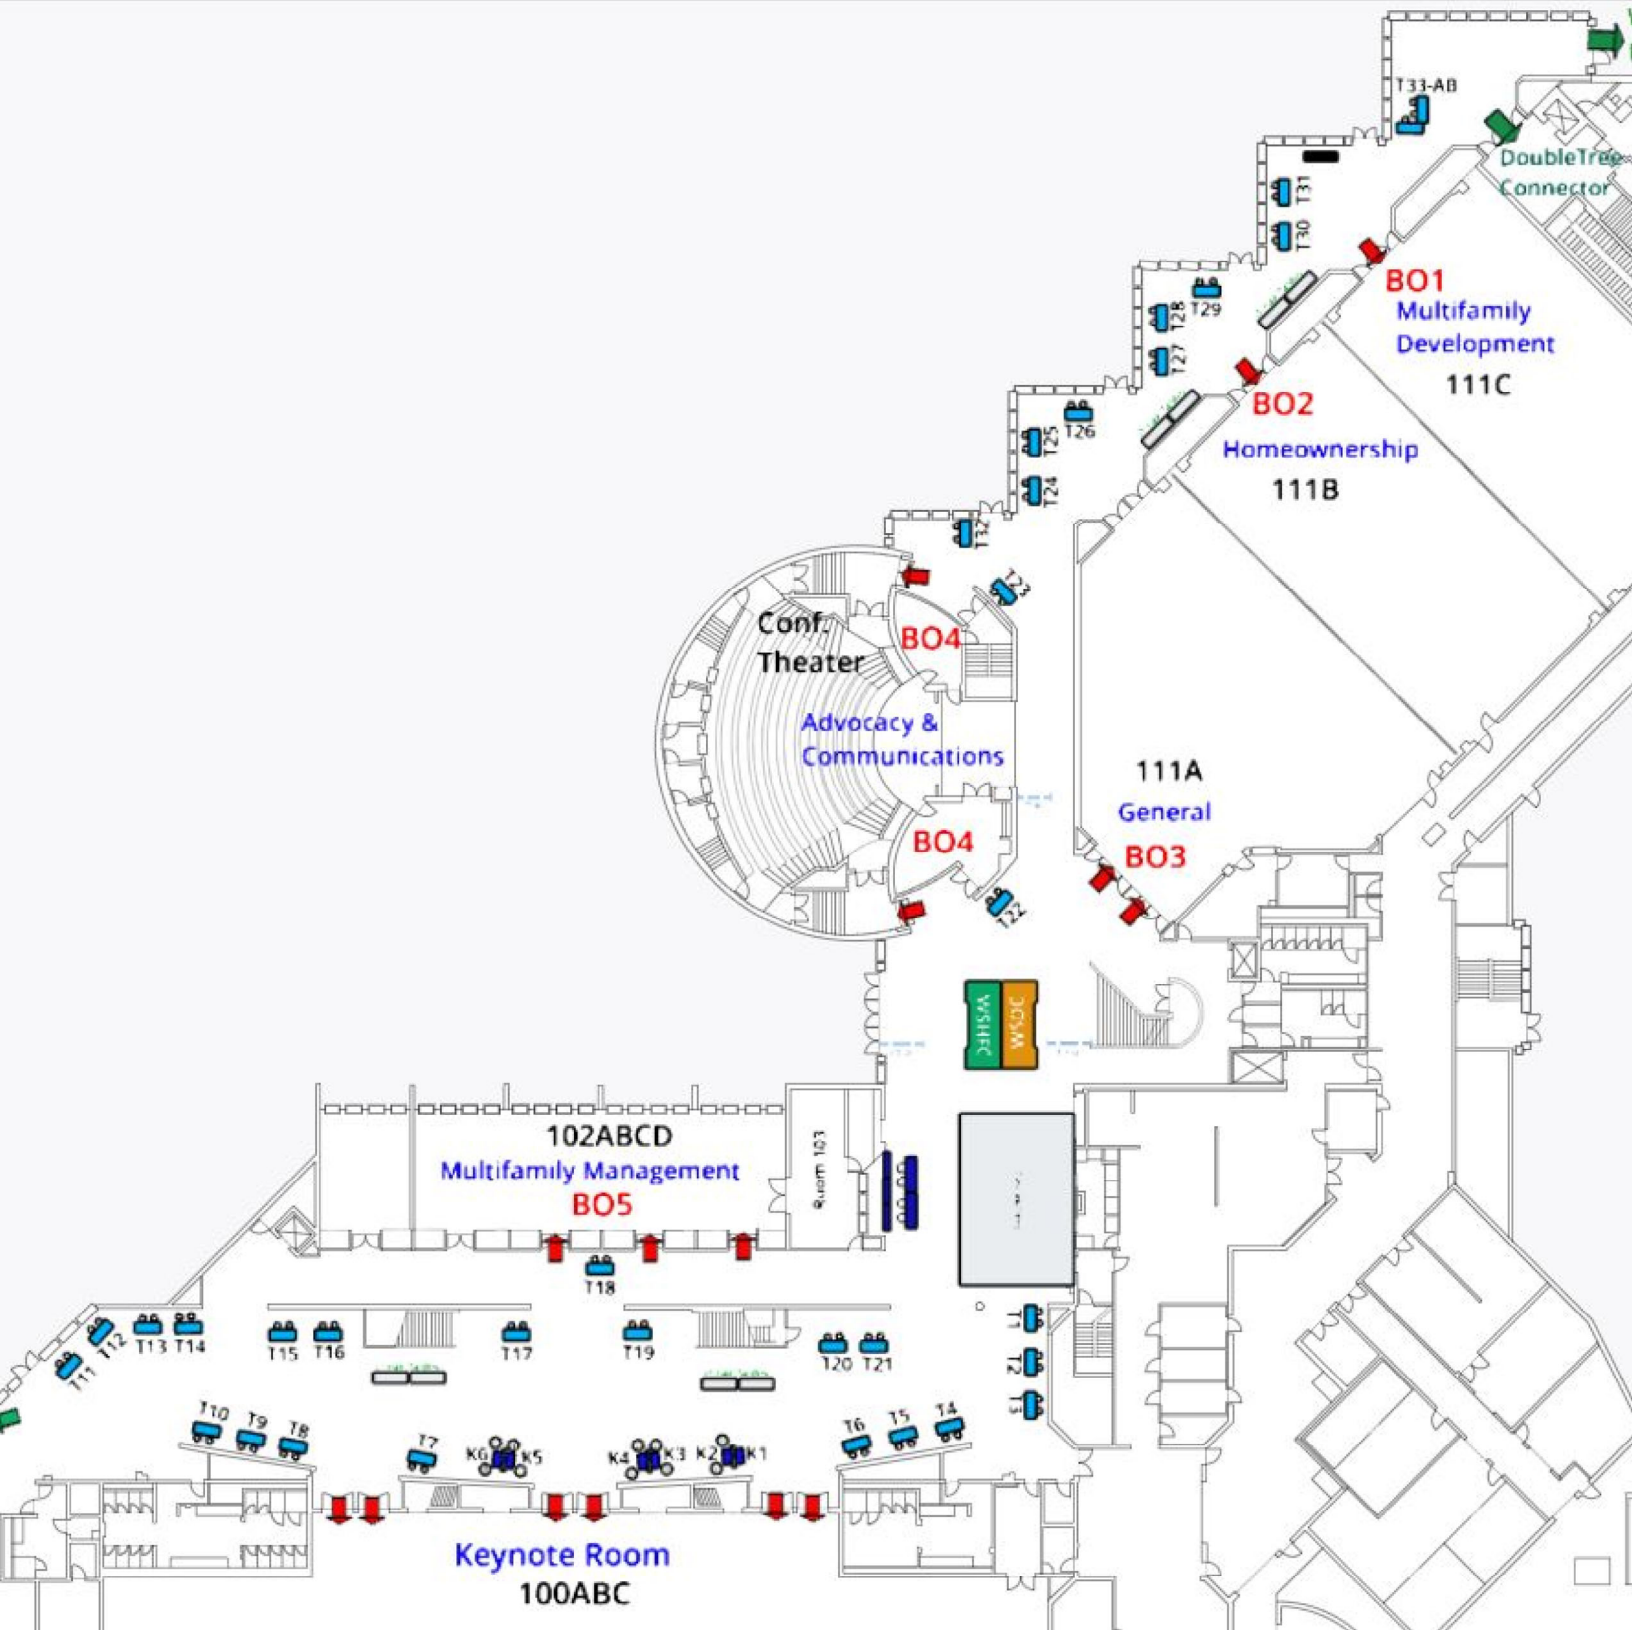 T33-AB
DoubleTree
Connector
T31
T30
BO1
Multifamily
Development
111C
T29
T28
T27
BO2
Homeownership
111B
T26
T25
T24
T32
T23
Conf.
Theater
BO4
Advocacy &
Communications
111A
General
BO4
BO3
T22
WSHFC
WSDC
102ABCD
Multifamily Management
BO5
Room 103
T18
T1
T2
T3
T11
T12
T13
T14
T15
T16
T17
T19
T20
T21
T10
T9
T8
T7
K6
K5
K4
K3
K2
K1
T6
T5
T4
Keynote Room
100ABC